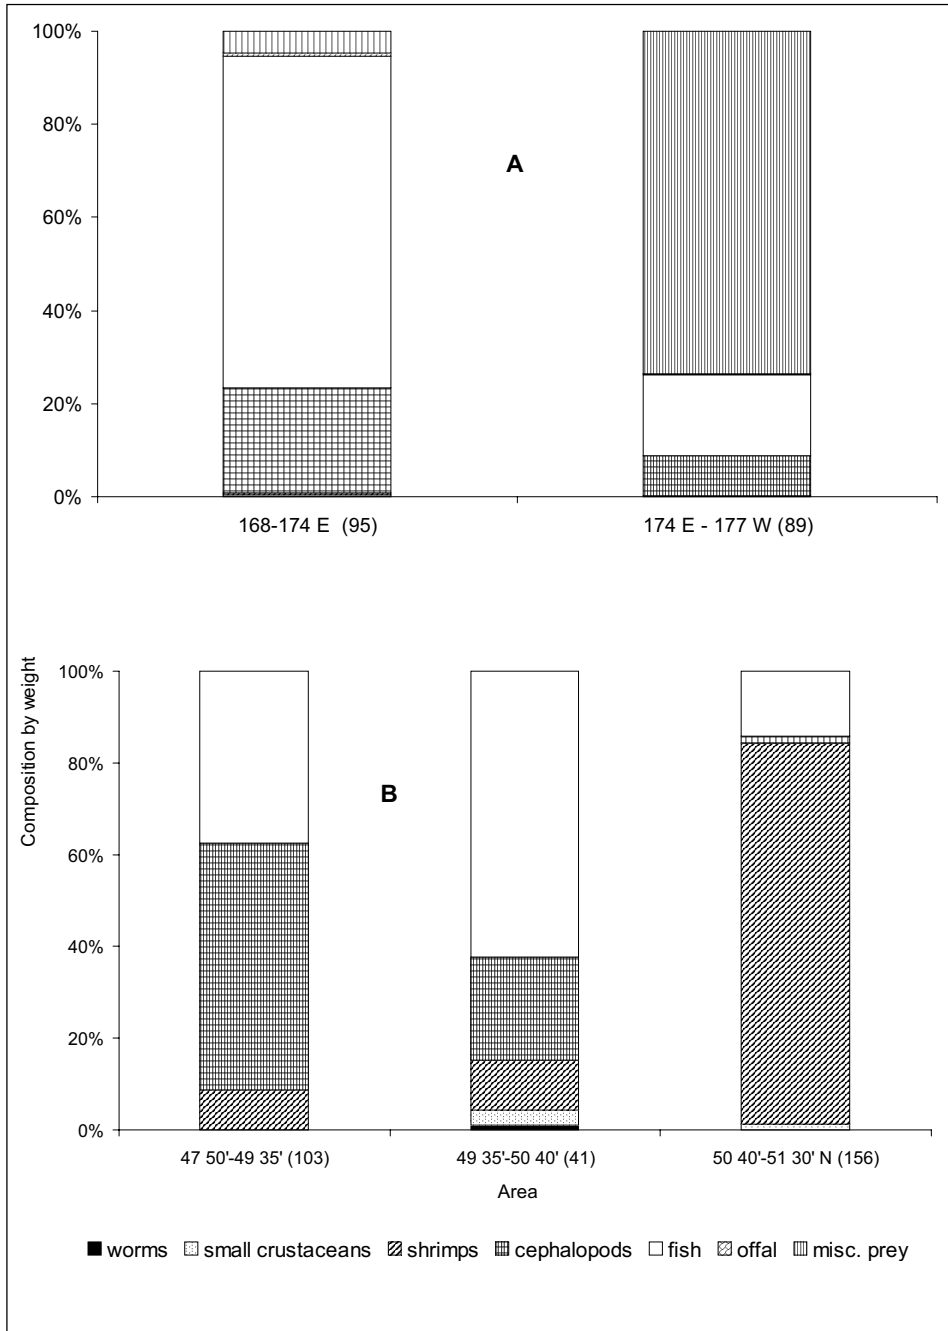 100%
80%
A
60%
40%
20%
0%
168-174 E (95)
174 E - 177 W (89)
Composition by weight
100%
80%
B
60%
40%
20%
0%
47 50'-49 35' (103)
49 35'-50 40' (41)
50 40'-51 30' N (156)
Area
worms small crustaceans shrimps cephalopods fish offal misc. prey